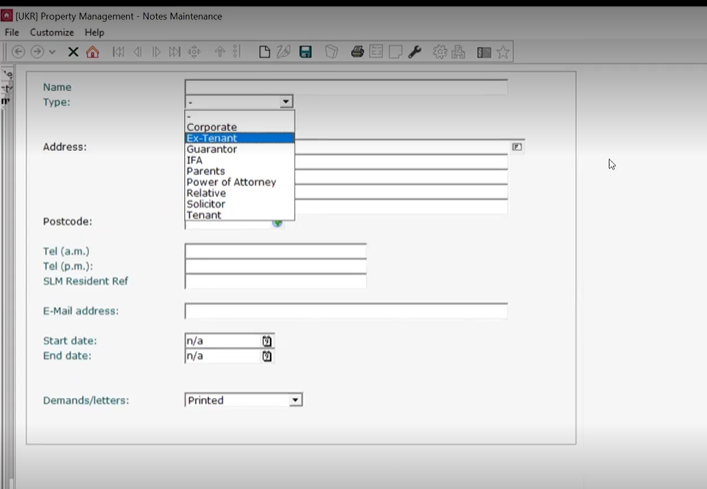 [UKR] Property Management - Notes Maintenance
File Customize Help
Name
Type: -
-
Corporate
Ex-Tenant
Guarantor
IFA
Parents
Power of Attorney
Relative
Solicitor
Tenant
Address:
Postcode:
Tel (a.m.)
Tel (p.m.):
SLM Resident Ref
E-Mail address:
Start date: n/a
End date: n/a
Demands/letters: Printed